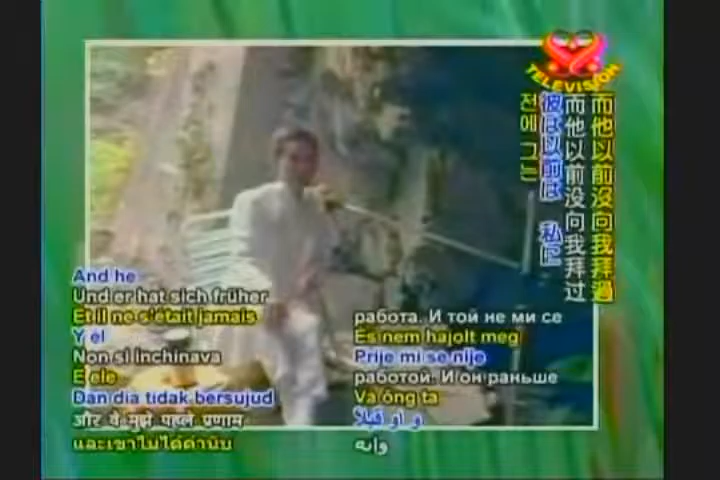 TELEVISION
而他以前沒向我拜過
而他以前没向我拜过
彼は以前は 私に
전에 그는
And he
Und er hat sich früher
Et il ne s'était jamais
Y él
Non si inchinava
E ele
Dan dia tidak bersujud
और वे मुझे पहले प्रणाम
และเขาไม่ได้คำนับ
работа. И той не ми се
És nem hajolt meg
Prije mi se nije
работой. И он раньше
Va ông ta
و او قبلاً
وإنه